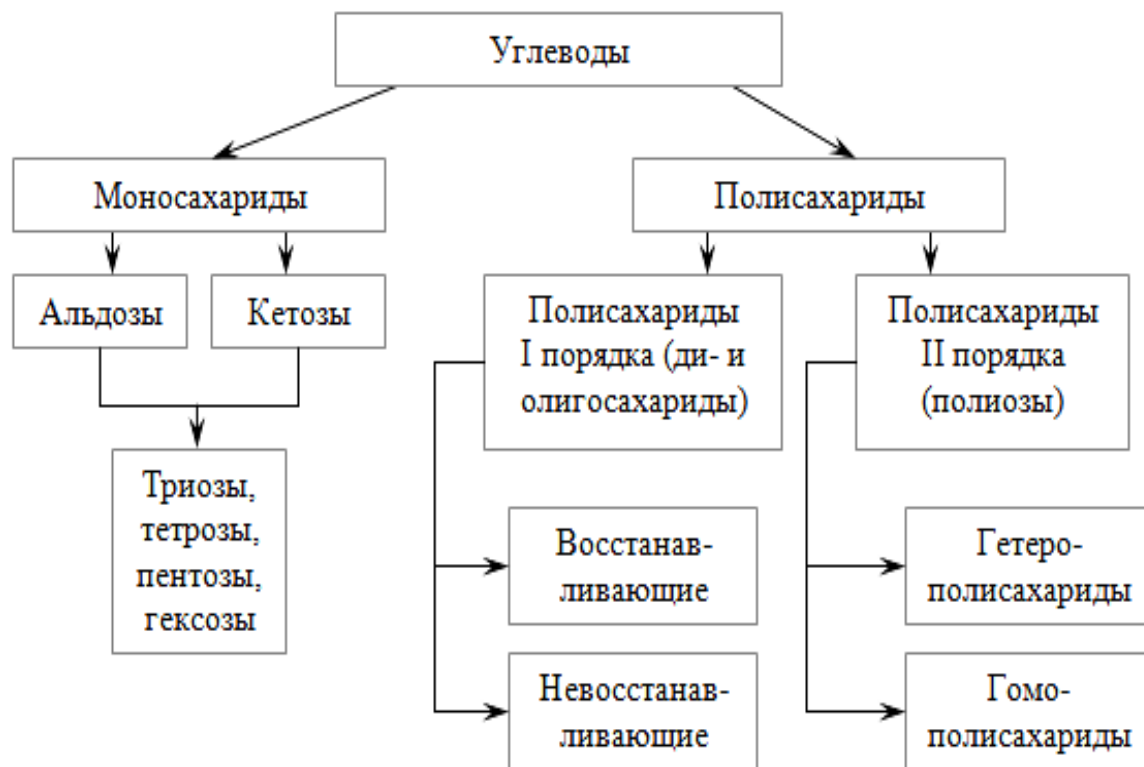 Углеводы
Моносахариды
Полисахариды
Альдозы
Кетозы
Полисахариды
I порядка (ди- и
олигосахариды)
Полисахариды
II порядка
(полиозы)
Триозы,
тетрозы,
пентозы,
гексозы
Восстанав-
ливающие
Гетеро-
полисахариды
Невосстанав-
ливающие
Гомо-
полисахариды